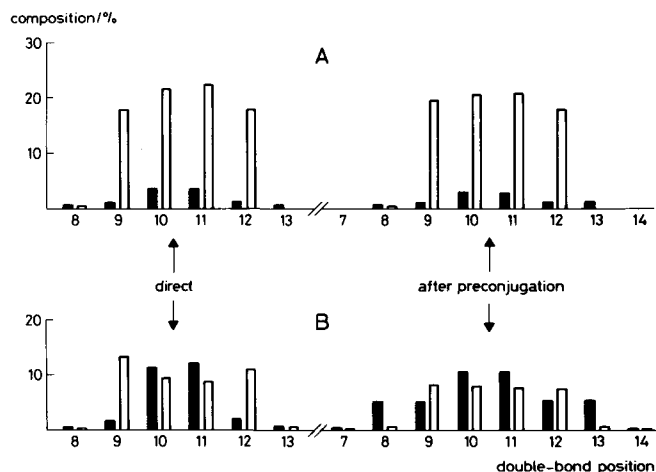 composition/%
A
30
20
10
8 9 10 11 12 13 7 8 9 10 11 12 13 14
direct after preconjugation
B
20
10
8 9 10 11 12 13 7 8 9 10 11 12 13 14
double-bond position